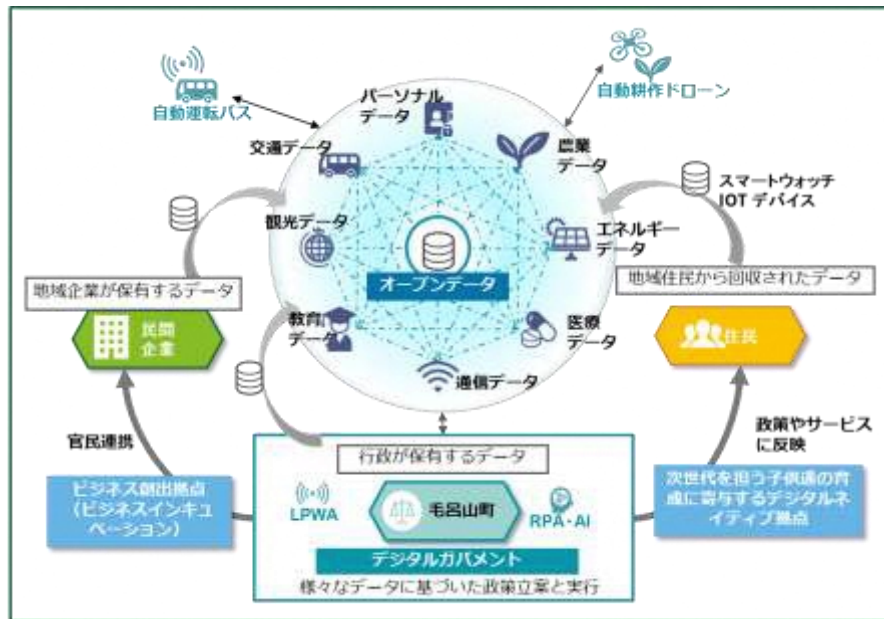 自動運転バス
パーソナル
データ
自動耕作ドローン
交通データ
農業
データ
スマートウォッチ
IOTデバイス
観光データ
エネルギー
データ
地域企業が保有するデータ
オープンデータ
地域住民から回収されたデータ
民間
企業
教育
データ
医療
データ
住民
通信データ
官民連携
政策やサービス
に反映
行政が保有するデータ
ビジネス創出拠点
（ビジネスインキュ
ベーション）
LPWA
毛呂山町
RPA・AI
次世代を担う子供達の育
成に寄与するデジタルネ
イティブ拠点
デジタルガバメント
様々なデータに基づいた政策立案と実行